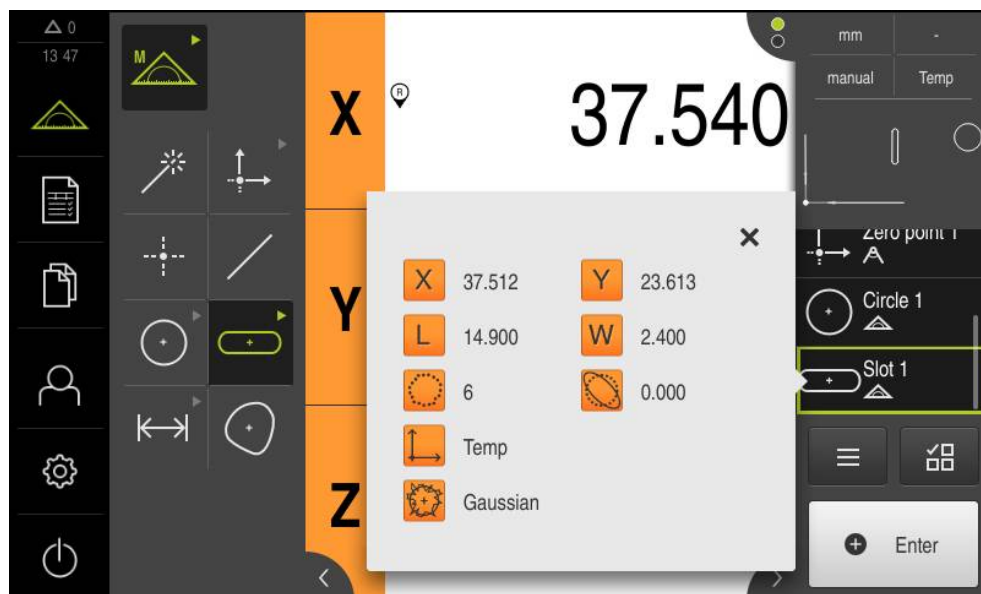 0
13 47
M
X
R
37.540
mm
-
manual
Temp
Zero point 1
Circle 1
Slot 1
Y
Z
X 37.512 Y 23.613
L 14.900 W 2.400
6 0.000
Temp
Gaussian
Enter